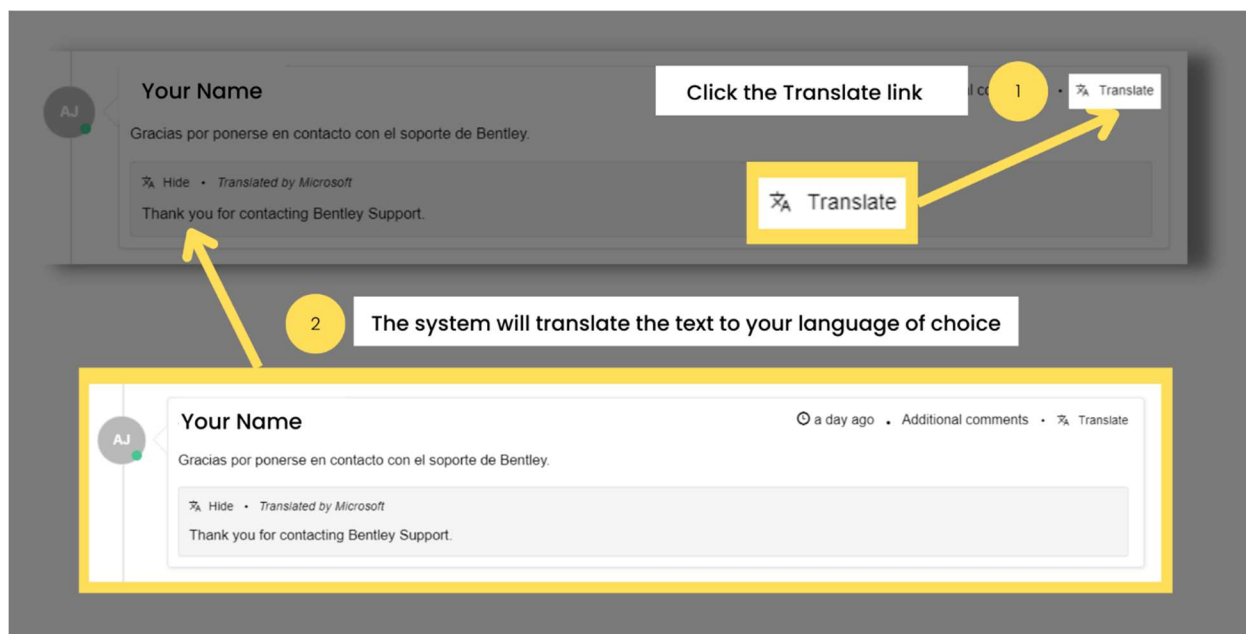 Your Name
Click the Translate link
1
Translate
AJ
Gracias por ponerse en contacto con el soporte de Bentley.
Hide • Translated by Microsoft
Thank you for contacting Bentley Support.
Translate
2
The system will translate the text to your language of choice
Your Name
a day ago • Additional comments • Translate
AJ
Gracias por ponerse en contacto con el soporte de Bentley.
Hide • Translated by Microsoft
Thank you for contacting Bentley Support.